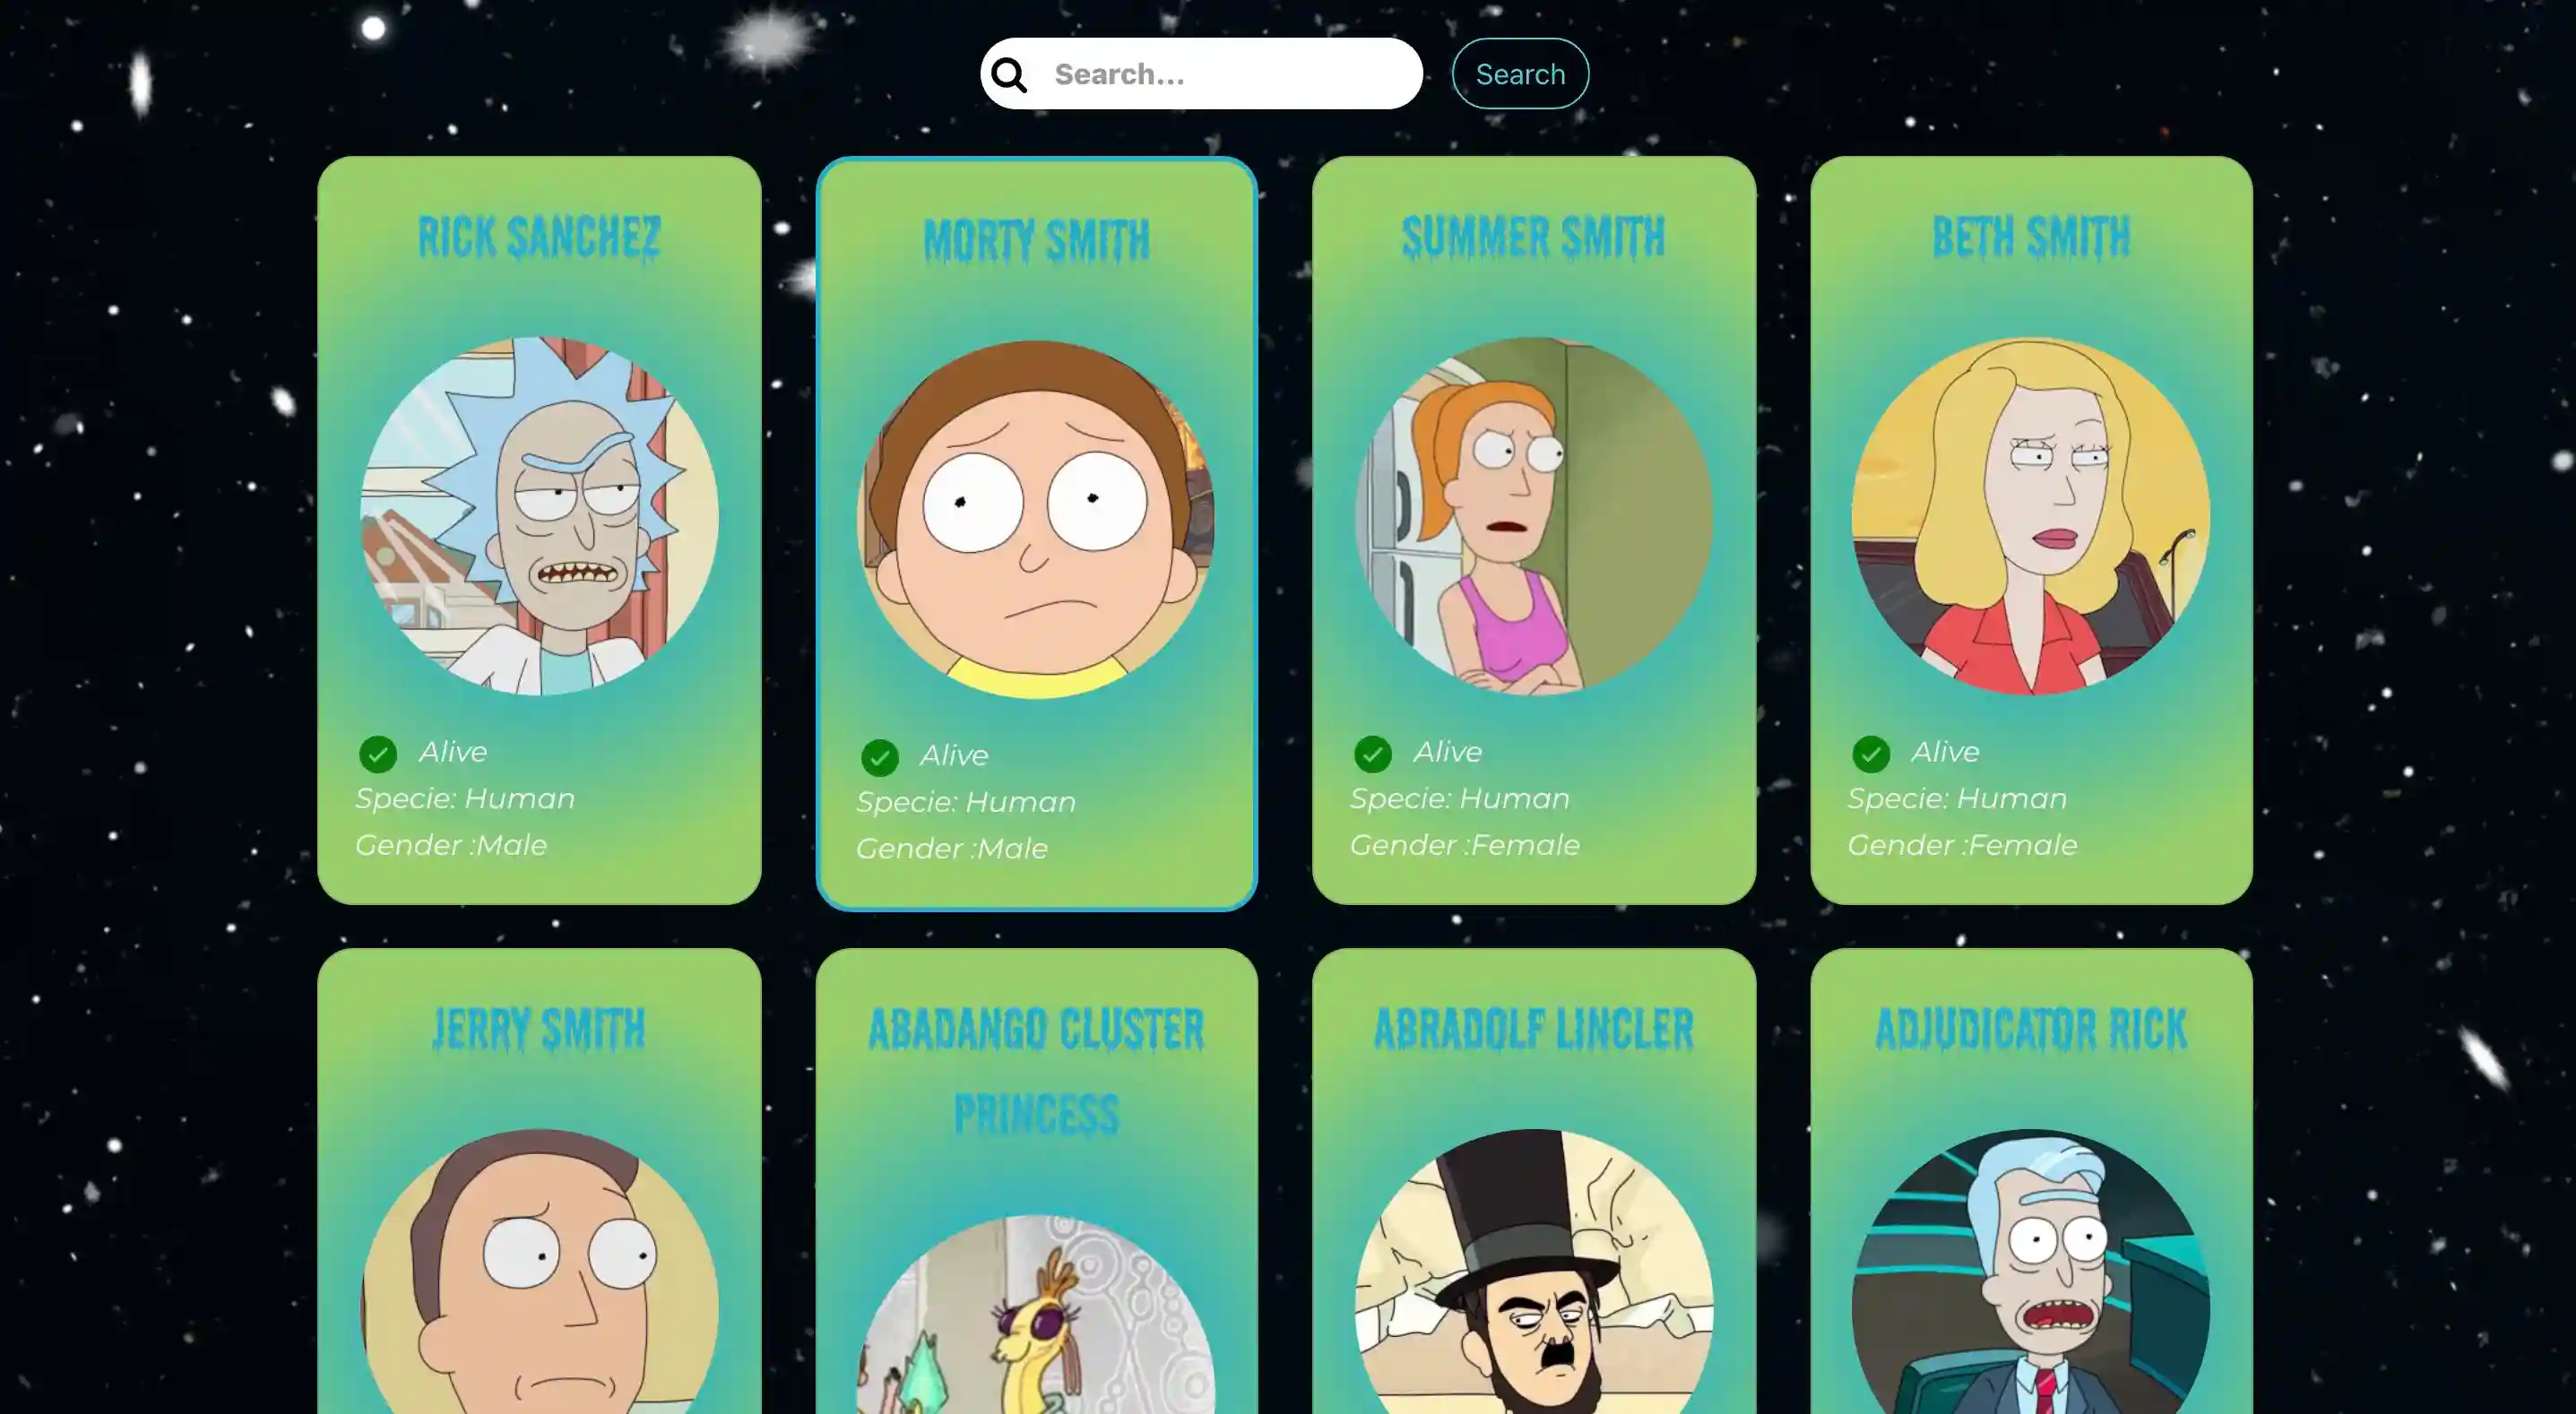 Search...
Search
RICK SANCHEZ
MORTY SMITH
SUMMER SMITH
BETH SMITH
Alive
Specie: Human
Gender :Male
Alive
Specie: Human
Gender :Male
Alive
Specie: Human
Gender :Female
Alive
Specie: Human
Gender :Female
JERRY SMITH
ABADANGO CLUSTER
PRINCESS
ABRADOLF LINCLER
ADJUDICATOR RICK